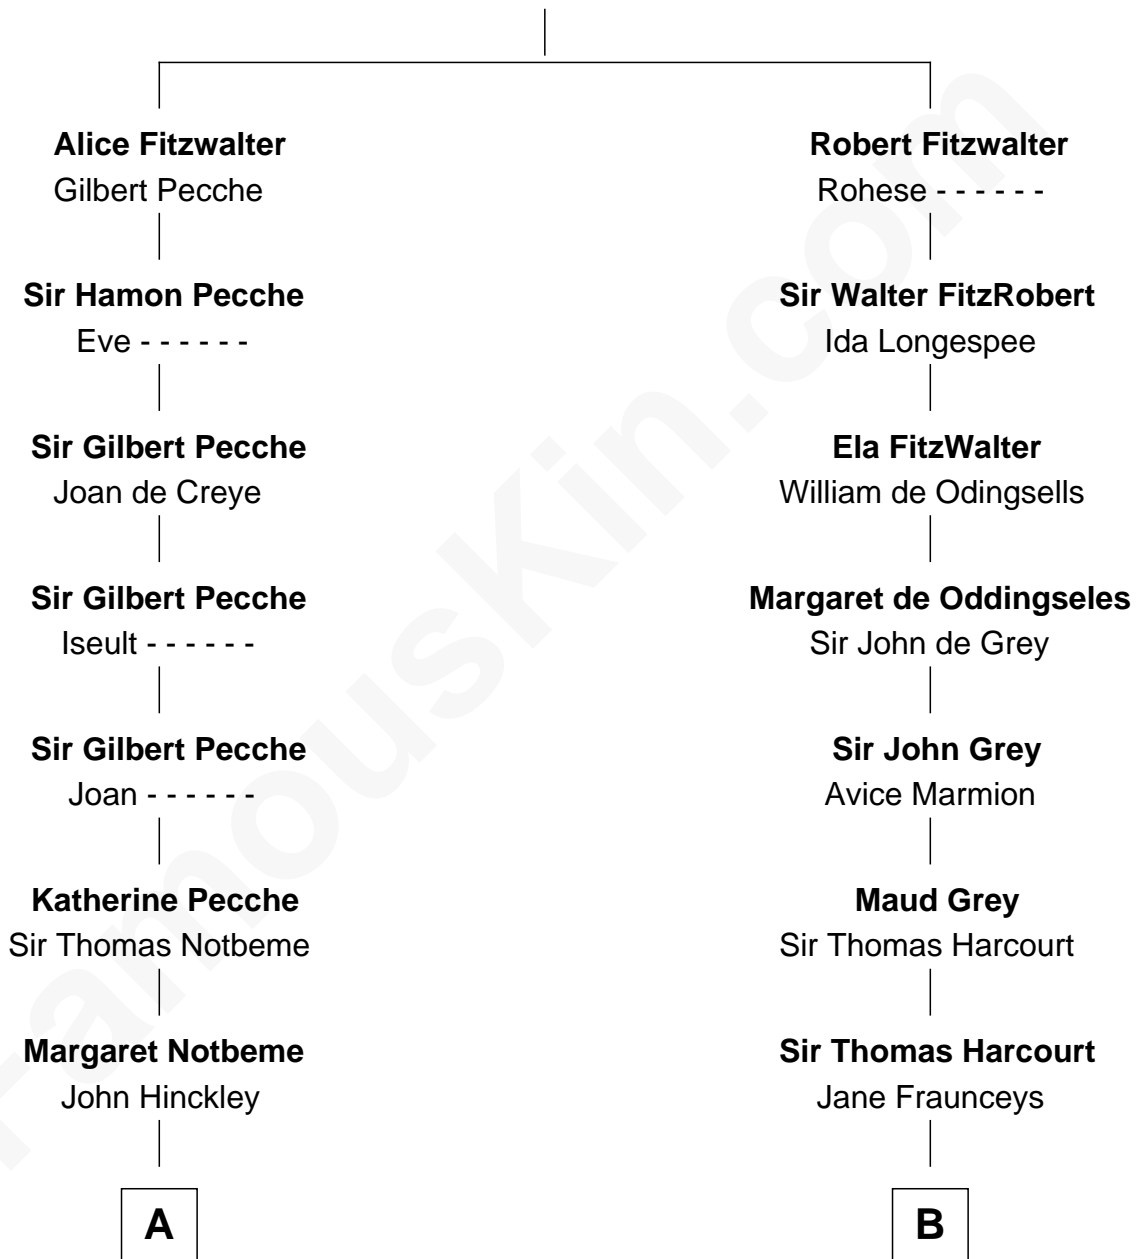 Alice Fitzwalter
Gilbert Pecche
Sir Hamon Pecche
Eve - - - - - -
Sir Gilbert Pecche
Joan de Creye
Sir Gilbert Pecche
Iseult - - - - - -
Sir Gilbert Pecche
Joan - - - - - -
Katherine Pecche
Sir Thomas Notbeme
Margaret Notbeme
John Hinckley
A
Robert Fitzwalter
Rohese - - - - - -
Sir Walter FitzRobert
Ida Longespee
Ela FitzWalter
William de Odingsells
Margaret de Oddingseles
Sir John de Grey
Sir John Grey
Avice Marmion
Maud Grey
Sir Thomas Harcourt
Sir Thomas Harcourt
Jane Fraunceys
B
FamousKin.com